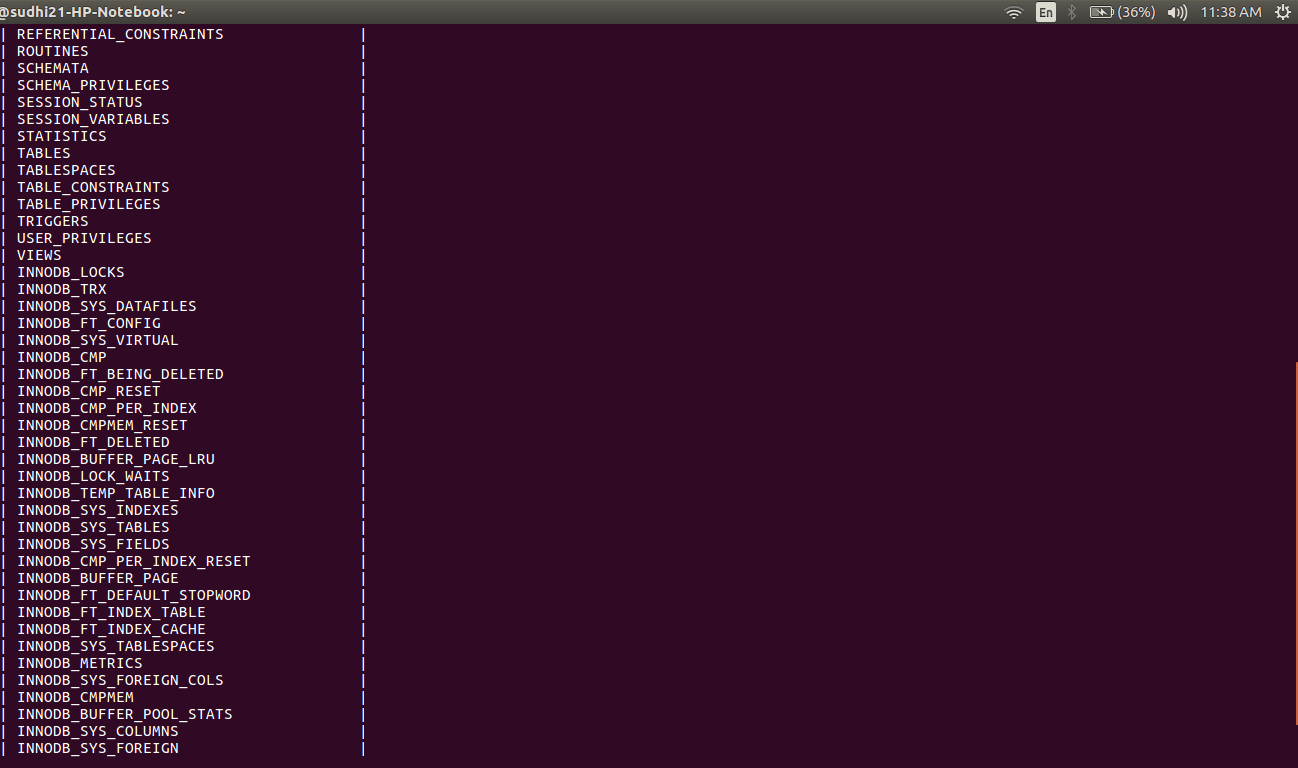 @sudhi21-HP-Notebook: ~ En (36%) 11:38 AM
| REFERENTIAL_CONSTRAINTS |
| ROUTINES |
| SCHEMATA |
| SCHEMA_PRIVILEGES |
| SESSION_STATUS |
| SESSION_VARIABLES |
| STATISTICS |
| TABLES |
| TABLESPACES |
| TABLE_CONSTRAINTS |
| TABLE_PRIVILEGES |
| TRIGGERS |
| USER_PRIVILEGES |
| VIEWS |
| INNODB_LOCKS |
| INNODB_TRX |
| INNODB_SYS_DATAFILES |
| INNODB_FT_CONFIG |
| INNODB_SYS_VIRTUAL |
| INNODB_CMP |
| INNODB_FT_BEING_DELETED |
| INNODB_CMP_RESET |
| INNODB_CMP_PER_INDEX |
| INNODB_CMPMEM_RESET |
| INNODB_FT_DELETED |
| INNODB_BUFFER_PAGE_LRU |
| INNODB_LOCK_WAITS |
| INNODB_TEMP_TABLE_INFO |
| INNODB_SYS_INDEXES |
| INNODB_SYS_TABLES |
| INNODB_SYS_FIELDS |
| INNODB_CMP_PER_INDEX_RESET |
| INNODB_BUFFER_PAGE |
| INNODB_FT_DEFAULT_STOPWORD |
| INNODB_FT_INDEX_TABLE |
| INNODB_FT_INDEX_CACHE |
| INNODB_SYS_TABLESPACES |
| INNODB_METRICS |
| INNODB_SYS_FOREIGN_COLS |
| INNODB_CMPMEM |
| INNODB_BUFFER_POOL_STATS |
| INNODB_SYS_COLUMNS |
| INNODB_SYS_FOREIGN |